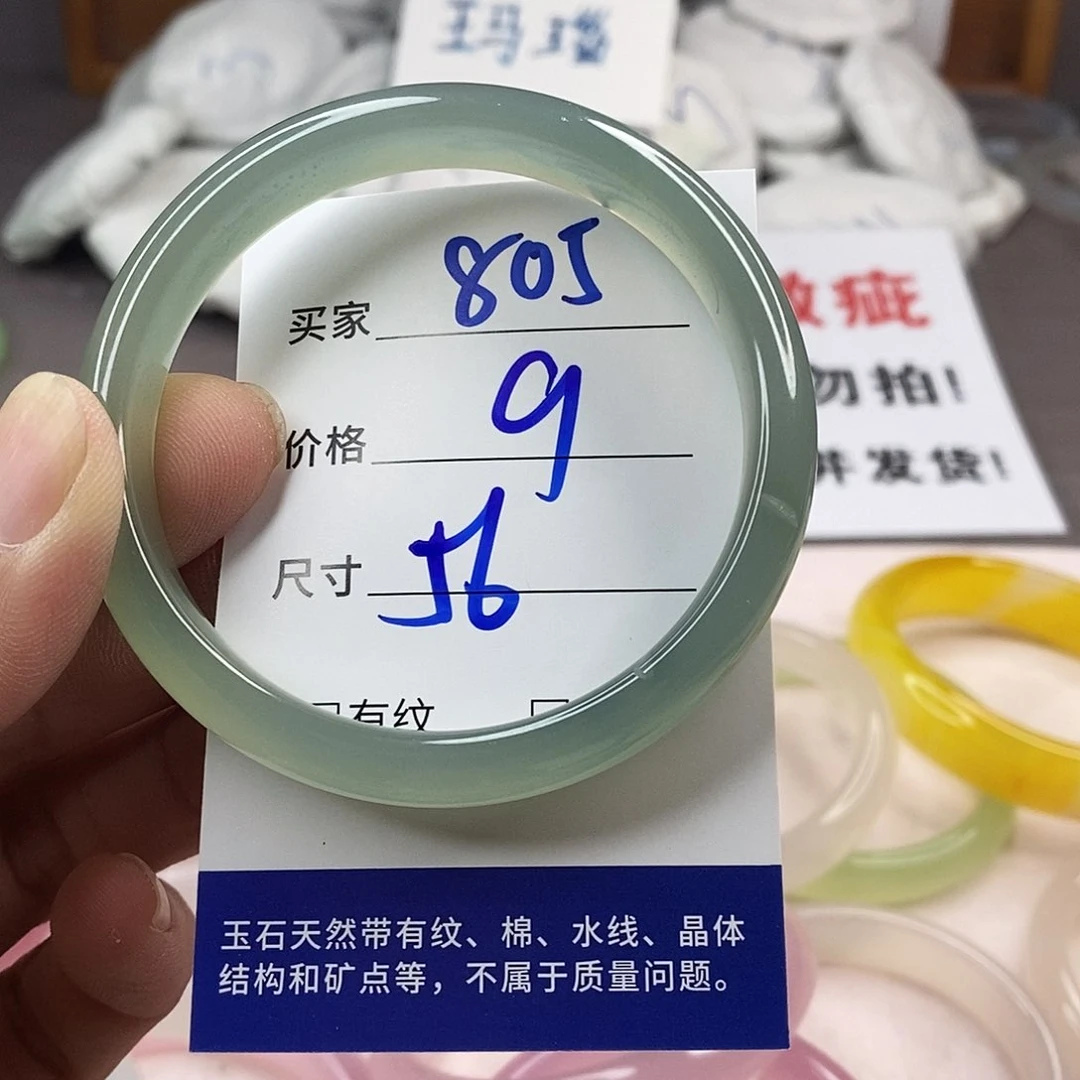 玛瑙
买家 805
价格 9
尺寸 56
有纹
玉石天然带有纹、棉、水线、晶体
结构和矿点等，不属于质量问题。
疵
勿拍!
并发货!